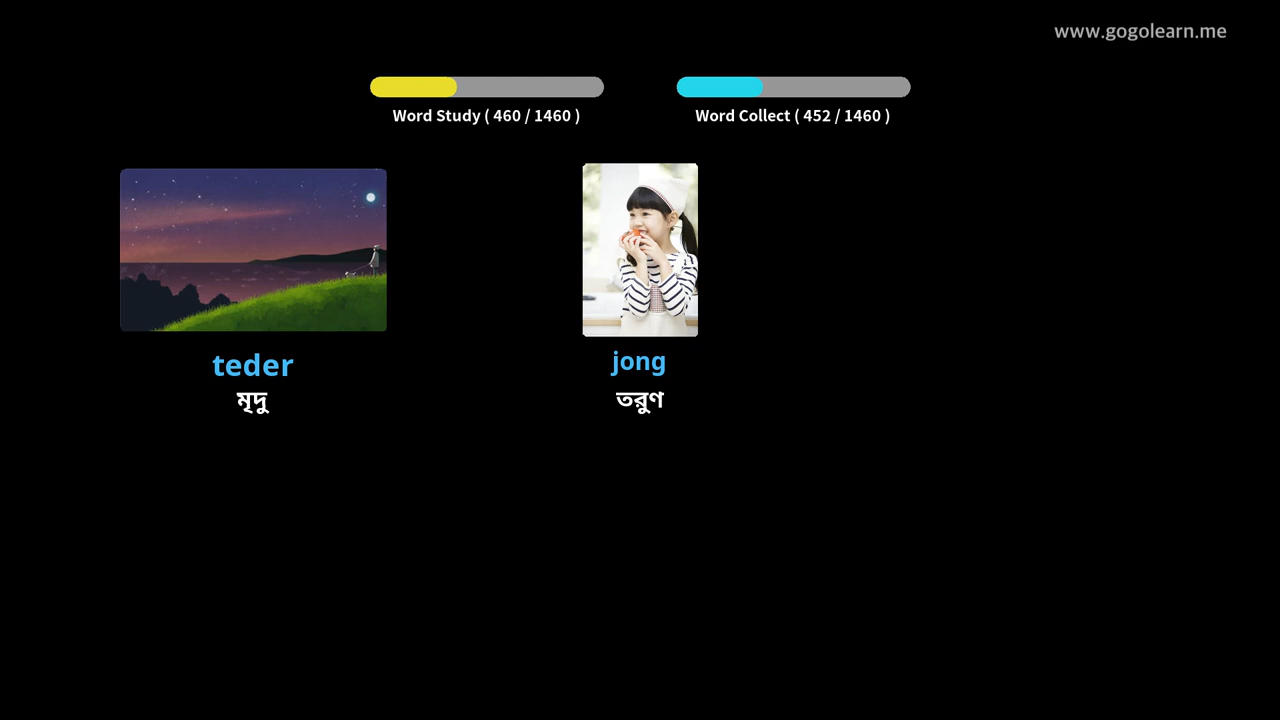 www.gogolearn.me
Word Study ( 460 / 1460 )
Word Collect ( 452 / 1460 )
teder
মৃদু
jong
তরুণ